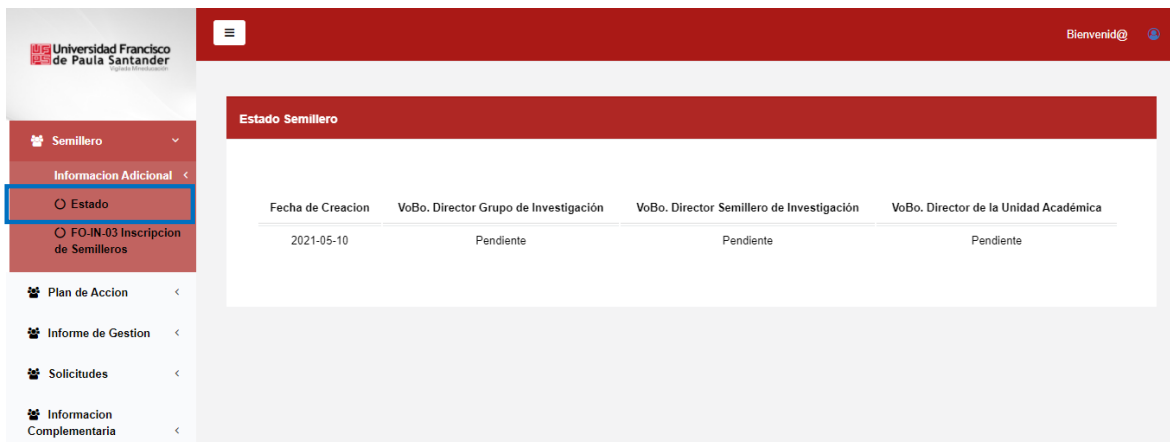 Universidad Francisco
de Paula Santander
Vigilada Mineducación
Bienvenid@
Semillero
Informacion Adicional
Estado
FO-IN-03 Inscripcion
de Semilleros
Plan de Accion
Informe de Gestion
Solicitudes
Informacion
Complementaria
Estado Semillero
Fecha de Creacion VoBo. Director Grupo de Investigación VoBo. Director Semillero de Investigación VoBo. Director de la Unidad Académica
2021-05-10 Pendiente Pendiente Pendiente